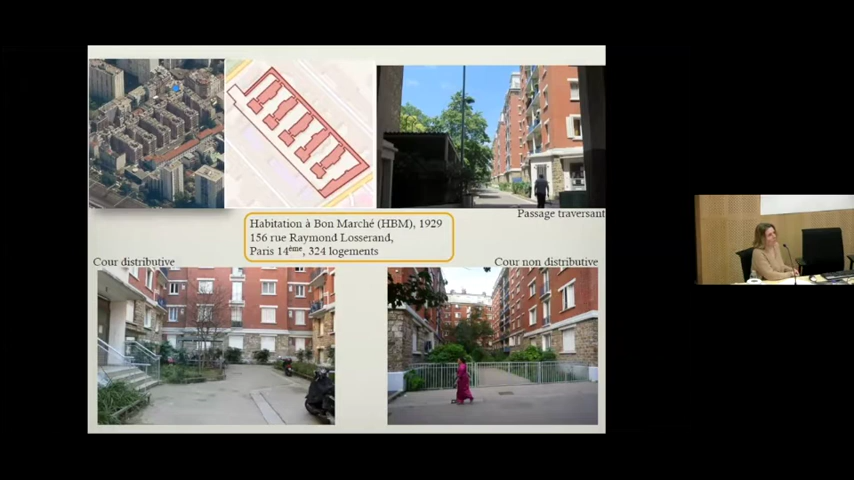 Passage traversant
Habitation à Bon Marché (HBM), 1929
156 rue Raymond Losserand,
Paris 14ème, 324 logements
Cour distributive
Cour non distributive